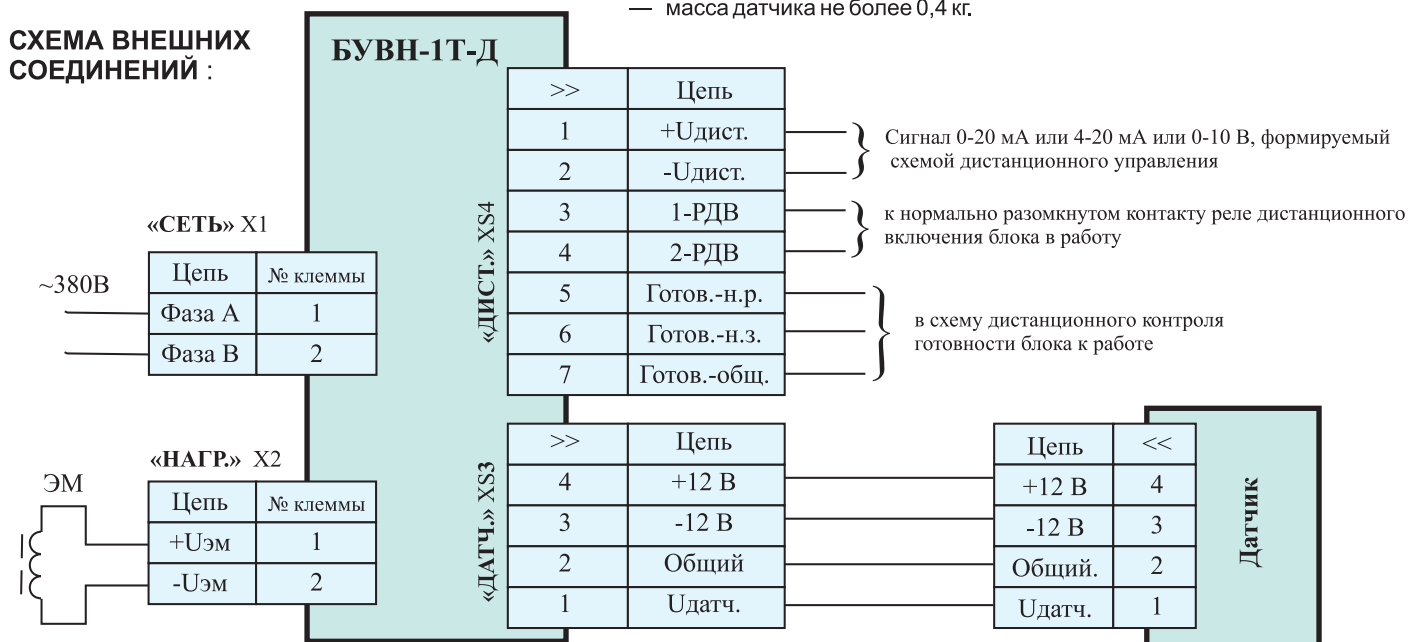 — масса датчика не более 0,4 кг.
СХЕМА ВНЕШНИХ
СОЕДИНЕНИЙ :
БУВН-1Т-Д
«ДИСТ.» XS4
>> Цепь
1 +Uдист.
2 -Uдист.
3 1-РДВ
4 2-РДВ
5 Готов.-н.р.
6 Готов.-н.з.
7 Готов.-общ.
Сигнал 0-20 мА или 4-20 мА или 0-10 В, формируемый
схемой дистанционного управления
к нормально разомкнутом контакту реле дистанционного
включения блока в работу
в схему дистанционного контроля
готовности блока к работе
«СЕТЬ» X1
~380В
Цепь № клеммы
Фаза А 1
Фаза В 2
«НАГР.» X2
ЭМ
Цепь № клеммы
+Uэм 1
-Uэм 2
«ДАТЧ.» XS3
>> Цепь
4 +12 В
3 -12 В
2 Общий
1 Uдатч.
Цепь <<
+12 В 4
-12 В 3
Общий. 2
Uдатч. 1
Датчик